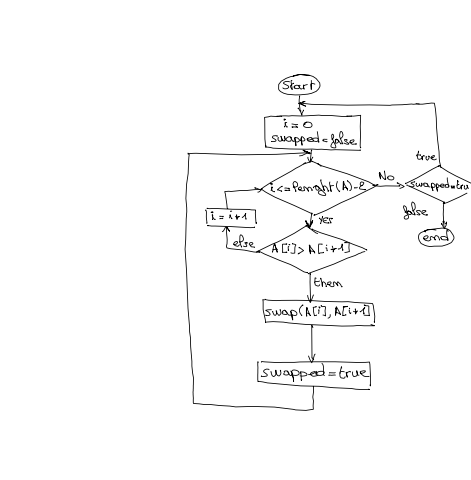 Start
i = 0
swapped = false
i <= lenght(A)-2
No
true
swapped = tru
false
end
yes
i = i+1
else
A[i] > A[i+1]
then
swap(A[i], A[i+1]
swapped = true